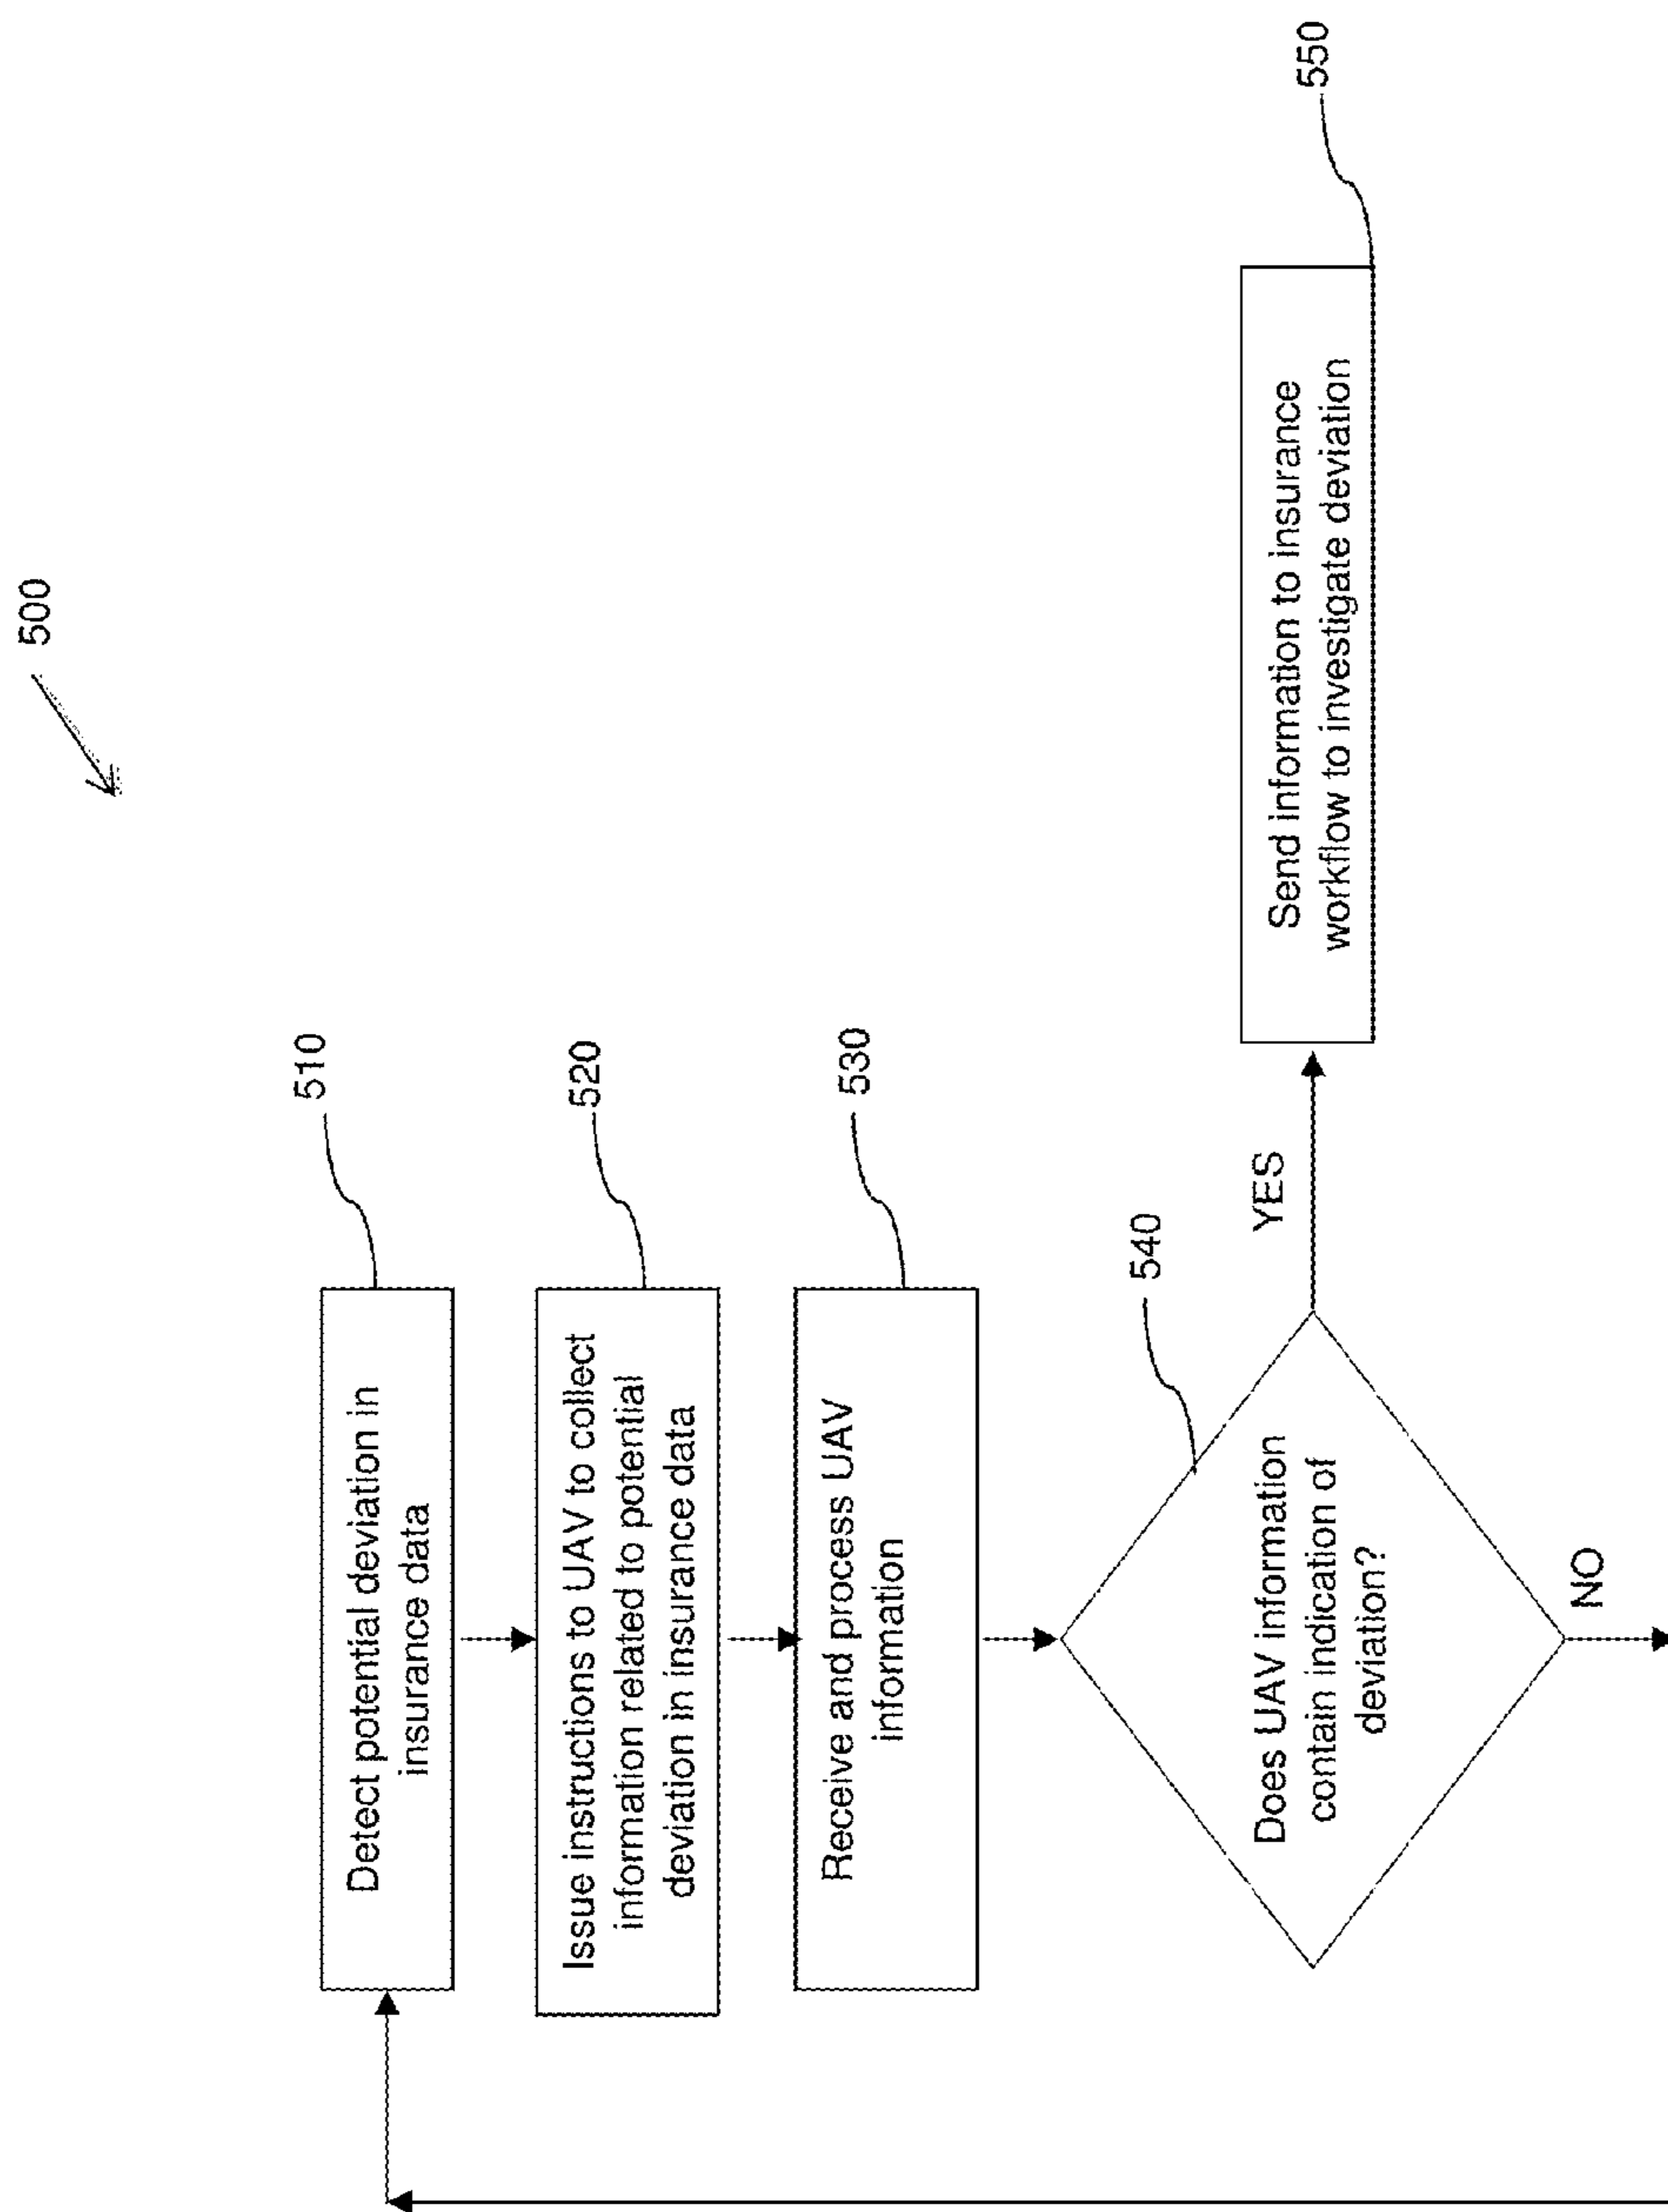 500
510
Detect potential deviation in
insurance data
520
Issue instructions to UAV to collect
information related to potential
deviation in insurance data
530
Receive and process UAV
information
540
Does UAV information
contain indication of
deviation?
YES
550
Send information to insurance
workflow to investigate deviation
NO